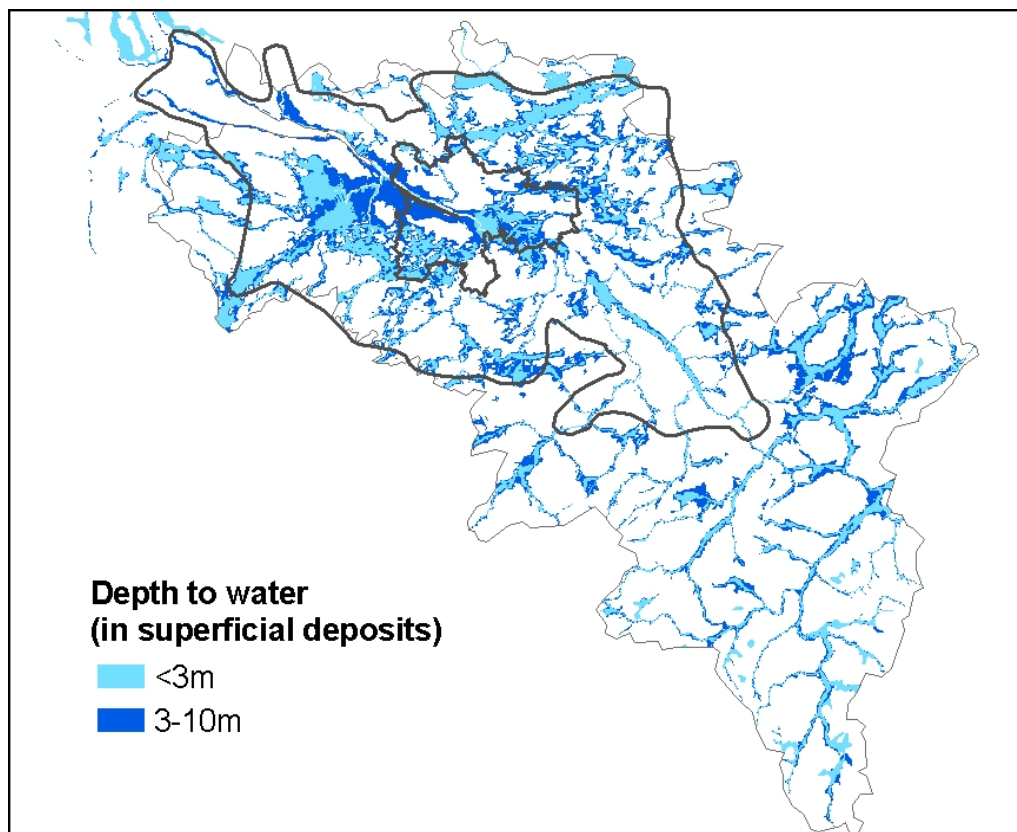 Depth to water
(in superficial deposits)
<3m
3-10m